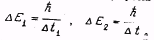 ΔE₁ = ℏ/Δt₁ , ΔE₂ = ℏ/Δt₂